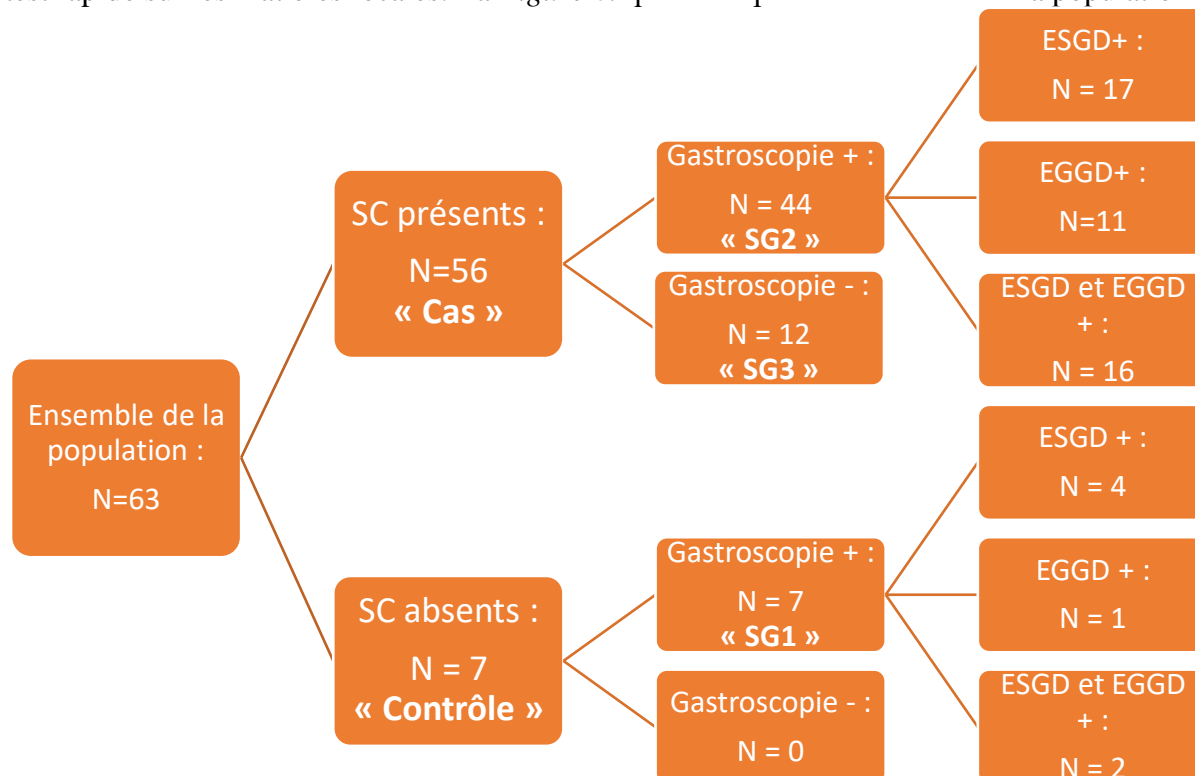 ESGD+ :
N = 17
Gastroscopie + :
N = 44
« SG2 »
EGGD+ :
N=11
SC présents :
N=56
« Cas »
Gastroscopie - :
N = 12
« SG3 »
ESGD et EGGD
+ :
N = 16
Ensemble de la
population :
N=63
ESGD + :
N = 4
Gastroscopie + :
N = 7
« SG1 »
EGGD + :
N = 1
SC absents :
N = 7
« Contrôle »
Gastroscopie - :
N = 0
ESGD et EGGD
+ :
N = 2